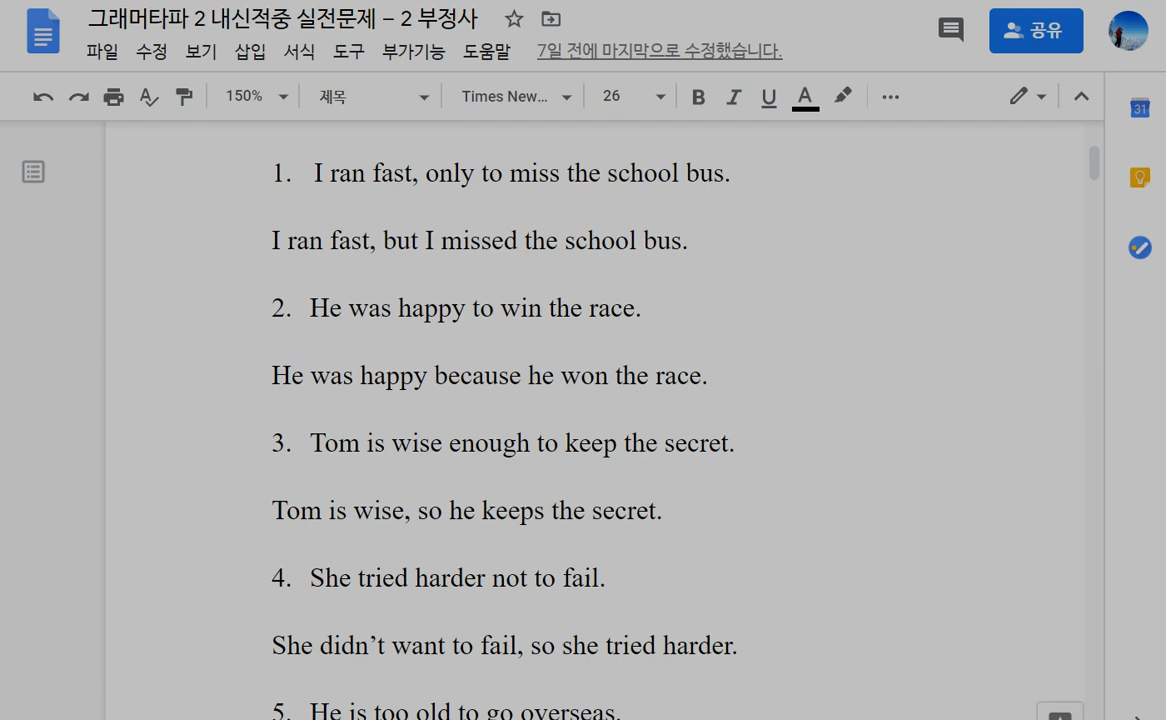 그래머타파 2 내신적중 실전문제 – 2 부정사
파일 수정 보기 삽입 서식 도구 부가기능 도움말 7일 전에 마지막으로 수정했습니다.
공유
150% 제목 Times New... 26 B I U A
31
1. I ran fast, only to miss the school bus.
I ran fast, but I missed the school bus.
2. He was happy to win the race.
He was happy because he won the race.
3. Tom is wise enough to keep the secret.
Tom is wise, so he keeps the secret.
4. She tried harder not to fail.
She didn’t want to fail, so she tried harder.
5. He is too old to go overseas.